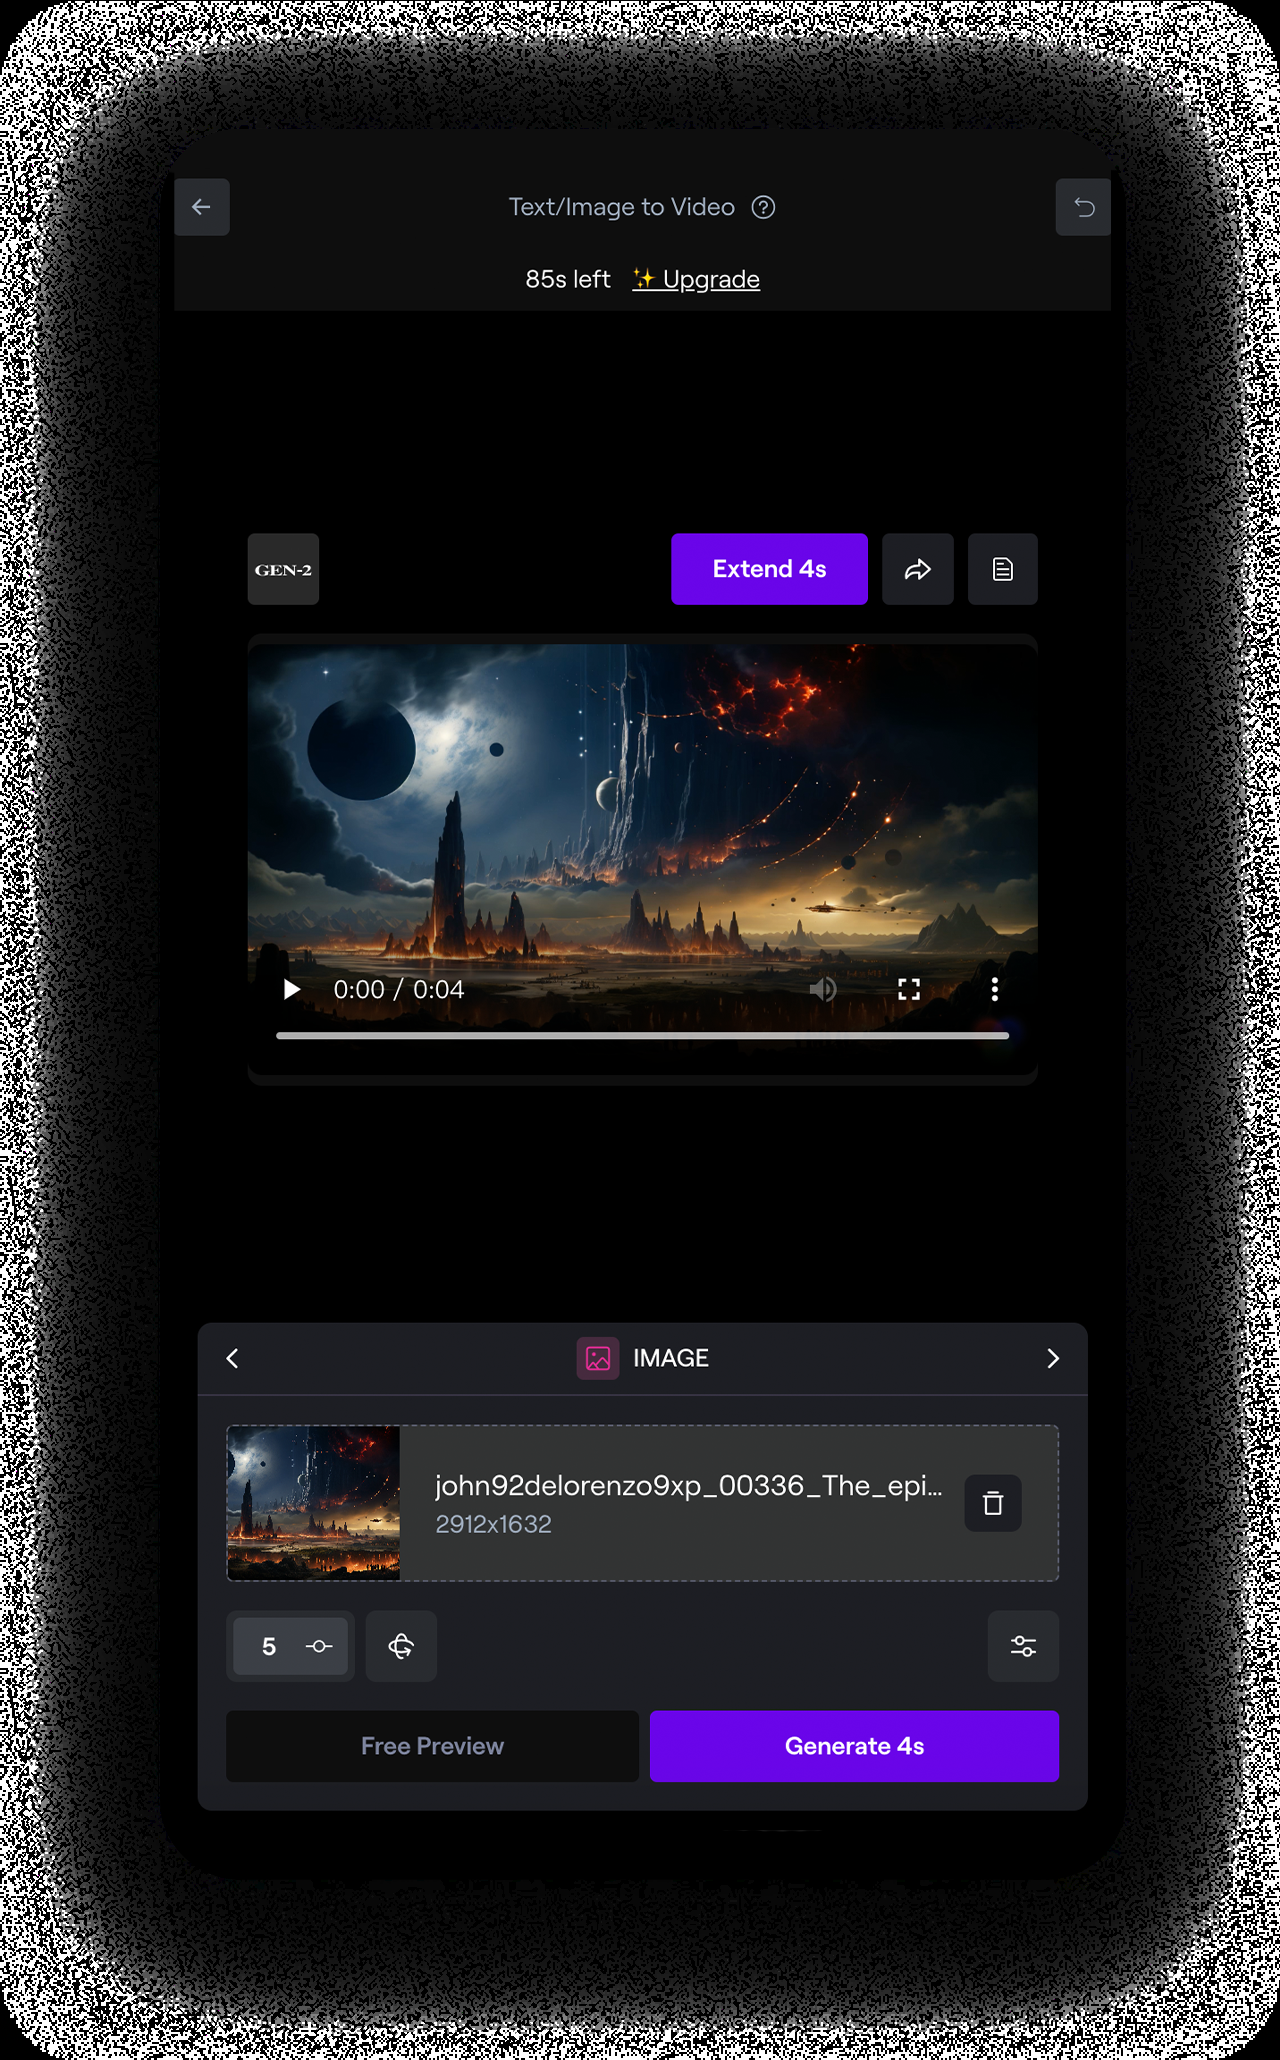 Text/Image to Video
85s left ✨ Upgrade
GEN-2
Extend 4s
0:00 / 0:04
IMAGE
john92delorenzo9xp_00336_The_epi...
2912x1632
5
Free Preview
Generate 4s